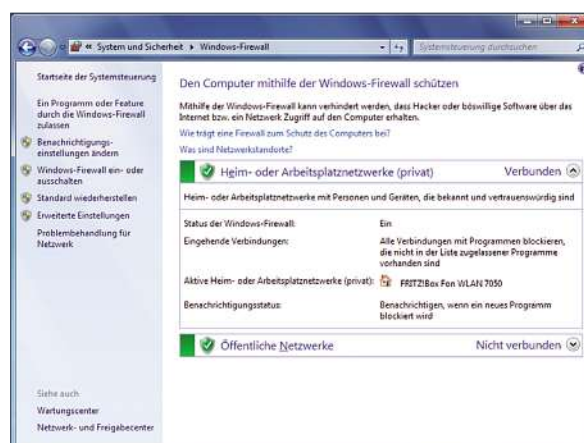 « System und Sicherheit ▸ Windows-Firewall
Systemsteuerung durchsuchen
Startseite der Systemsteuerung
Ein Programm oder Feature
durch die Windows-Firewall
zulassen
Benachrichtigungs-
einstellungen ändern
Windows-Firewall ein- oder
ausschalten
Standard wiederherstellen
Erweiterte Einstellungen
Problembehandlung für
Netzwerk
Siehe auch
Wartungscenter
Netzwerk- und Freigabecenter
Den Computer mithilfe der Windows-Firewall schützen
Mithilfe der Windows-Firewall kann verhindert werden, dass Hacker oder böswillige Software über das
Internet bzw. ein Netzwerk Zugriff auf den Computer erhalten.
Wie trägt eine Firewall zum Schutz des Computers bei?
Was sind Netzwerkstandorte?
Heim- oder Arbeitsplatznetzwerke (privat) Verbunden
Heim- oder Arbeitsplatznetzwerke mit Personen und Geräten, die bekannt und vertrauenswürdig sind
Status der Windows-Firewall: Ein
Eingehende Verbindungen: Alle Verbindungen mit Programmen blockieren,
die nicht in der Liste zugelassener Programme
vorhanden sind
Aktive Heim- oder Arbeitsplatznetzwerke (privat): FRITZ!Box Fon WLAN 7050
Benachrichtigungsstatus: Benachrichtigen, wenn ein neues Programm
blockiert wird
Öffentliche Netzwerke Nicht verbunden